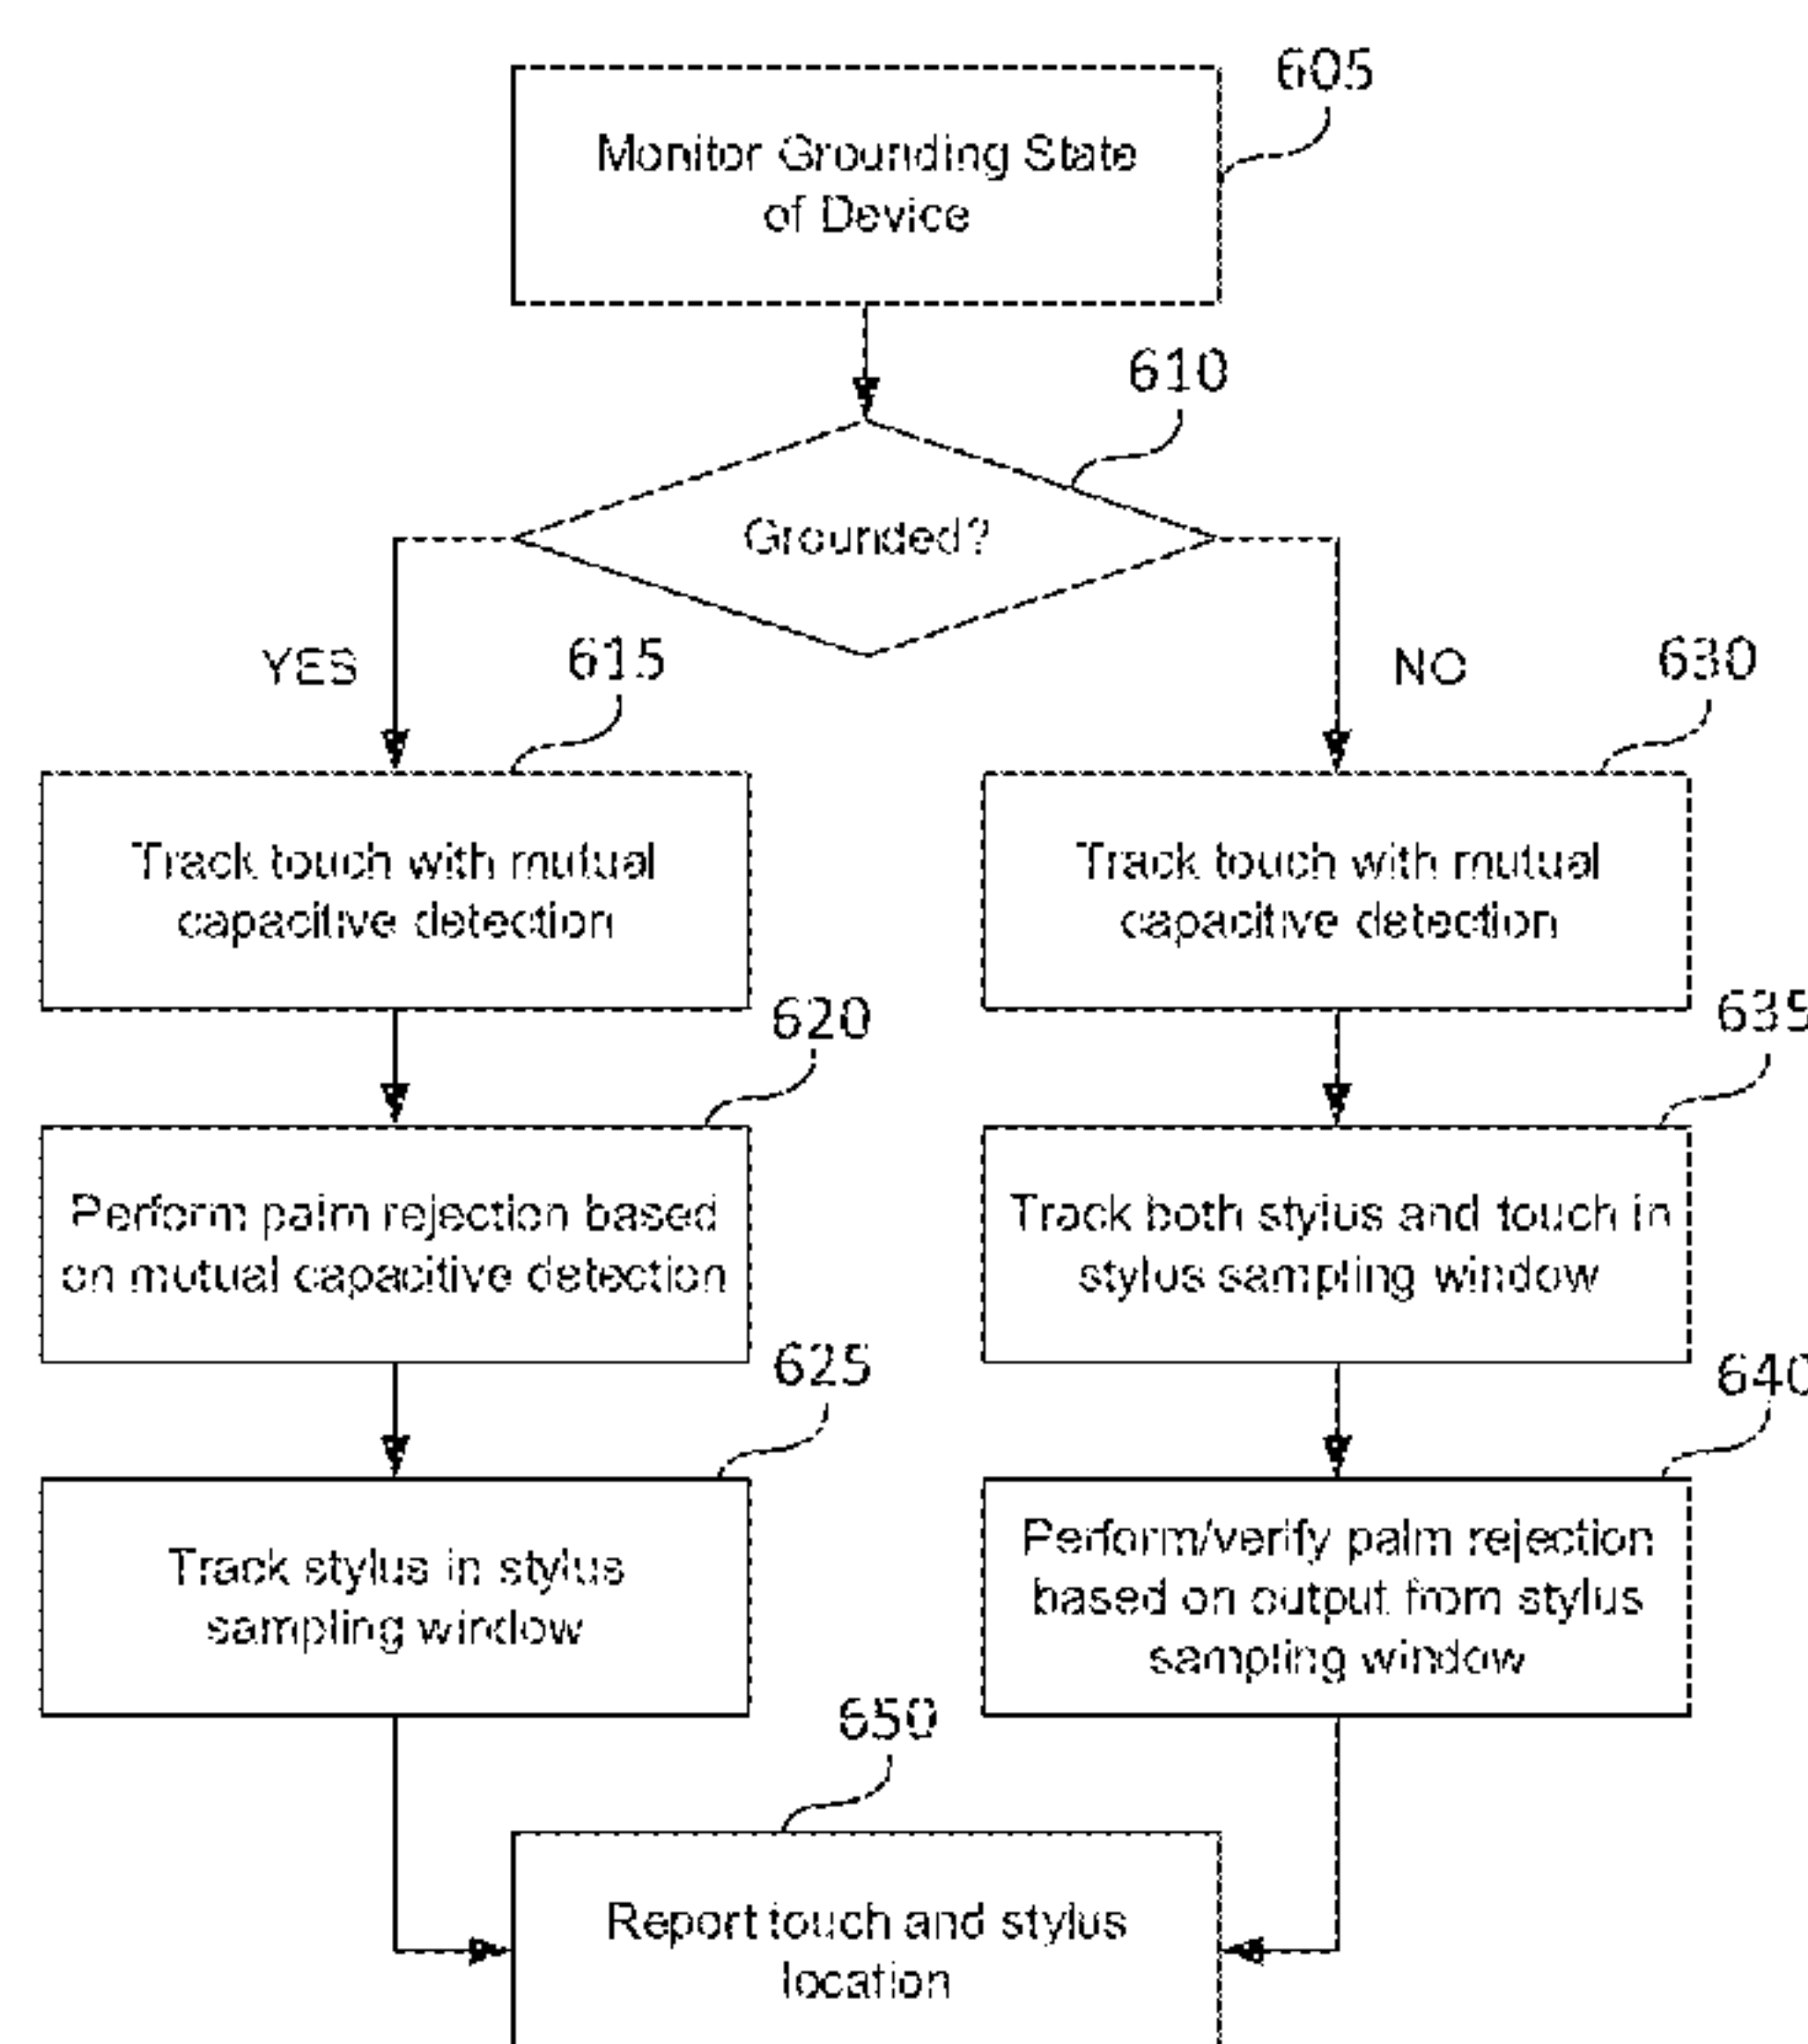 605
Monitor Grounding State
of Device
610
Grounded?
YES
615
NO
630
Track touch with mutual
capacitive detection
Track touch with mutual
capacitive detection
620
635
Perform palm rejection based
on mutual capacitive detection
Track both stylus and touch in
stylus sampling window
625
640
Track stylus in stylus
sampling window
Perform/verify palm rejection
based on output from stylus
sampling window
650
Report touch and stylus
location